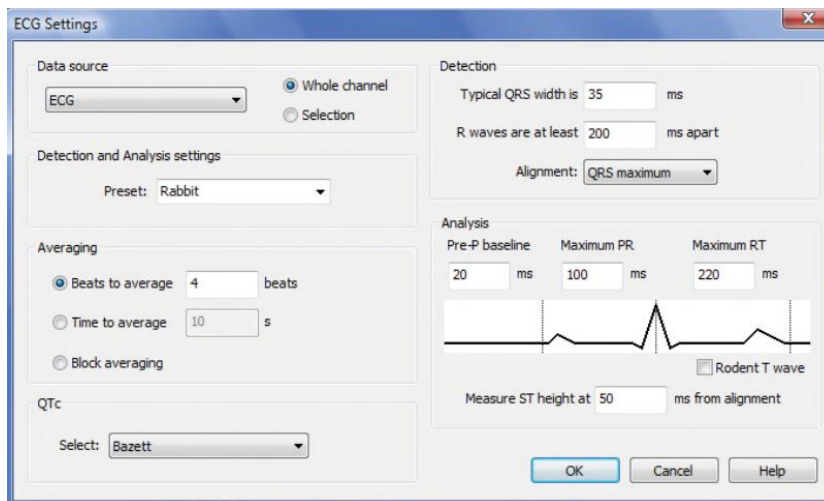 ECG Settings
Data source
ECG
Whole channel
Selection
Detection and Analysis settings
Preset: Rabbit
Averaging
Beats to average 4 beats
Time to average 10 s
Block averaging
QTc
Select: Bazett
Detection
Typical QRS width is 35 ms
R waves are at least 200 ms apart
Alignment: QRS maximum
Analysis
Pre-P baseline Maximum PR Maximum RT
20 ms 100 ms 220 ms
Rodent T wave
Measure ST height at 50 ms from alignment
OK Cancel Help